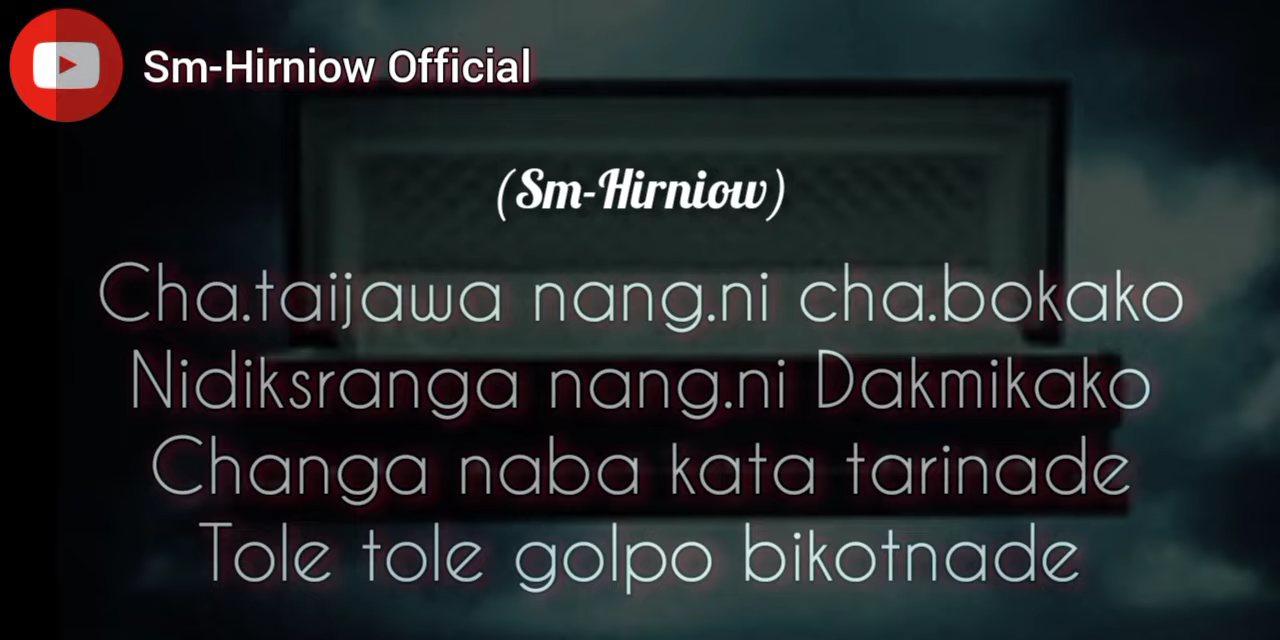 Sm-Hirniow Official
(Sm-Hirniow)
Cha.taijawa nang.ni cha.bokako
Nidiksranga nang.ni Dakmikako
Changa naba kata tarinade
Tole tole golpo bikotnade